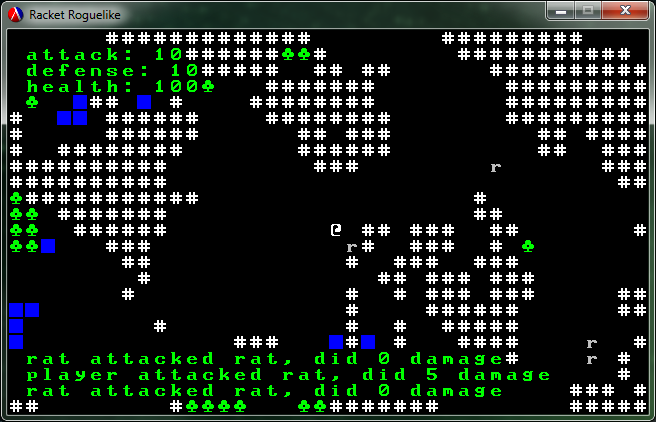 Racket Roguelike
attack: 10
defense: 10
health: 100
rat attacked rat, did 0 damage
player attacked rat, did 5 damage
rat attacked rat, did 0 damage